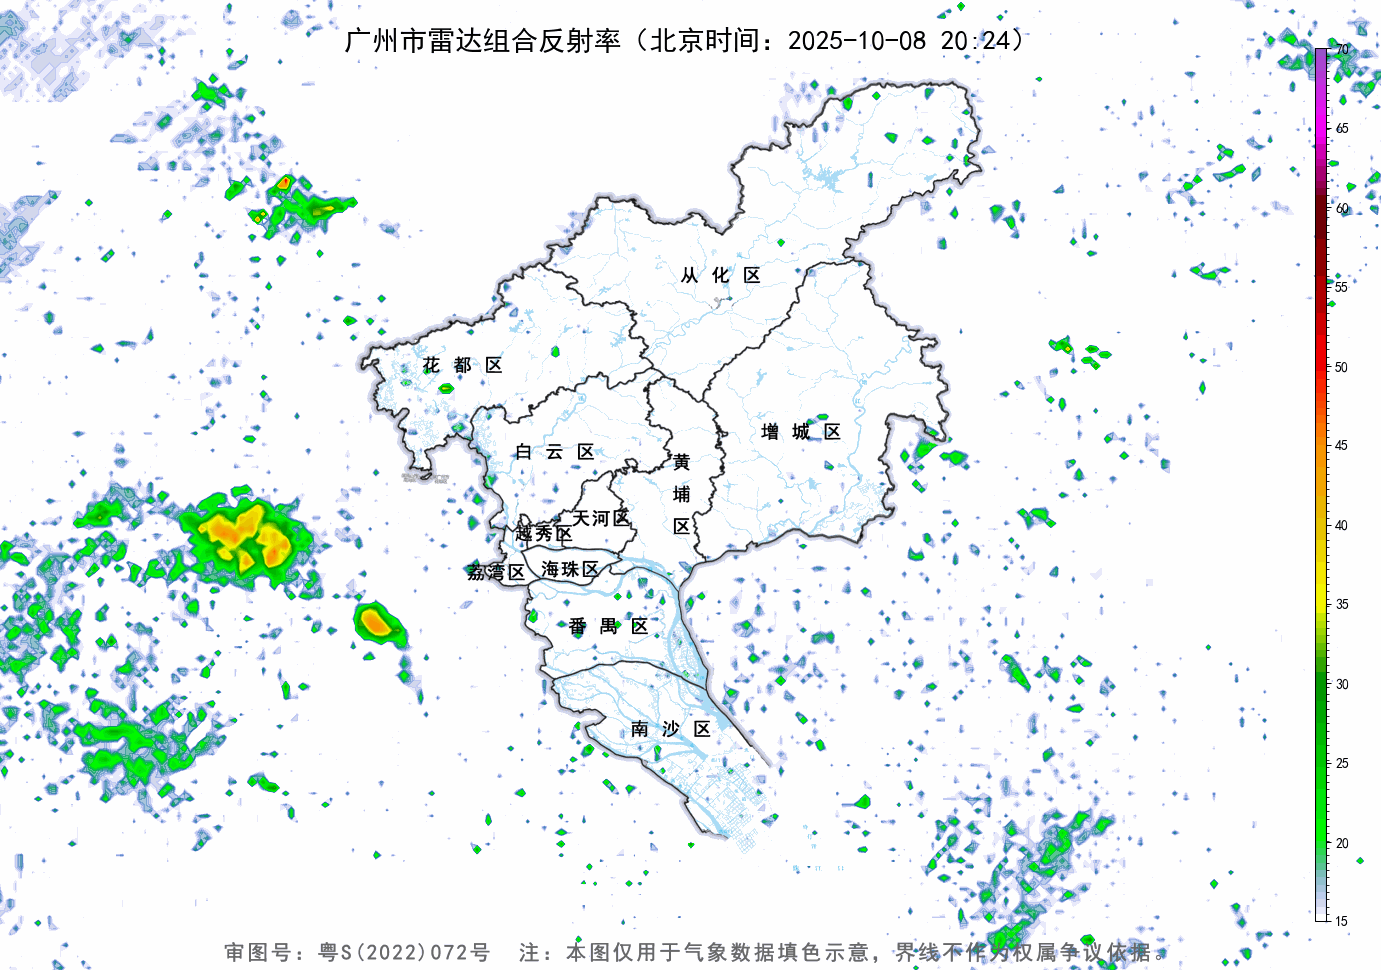 广州市雷达组合反射率（北京时间：2025-10-08 20:24）
70
65
60
55
50
45
40
35
30
25
20
15
从化区
花都区
增城区
白云区
黄埔区
天河区
越秀区
荔湾区
海珠区
番禺区
南沙区
审图号：粤S(2022)072号 注：本图仅用于气象数据填色示意，界线不作为权属争议依据。